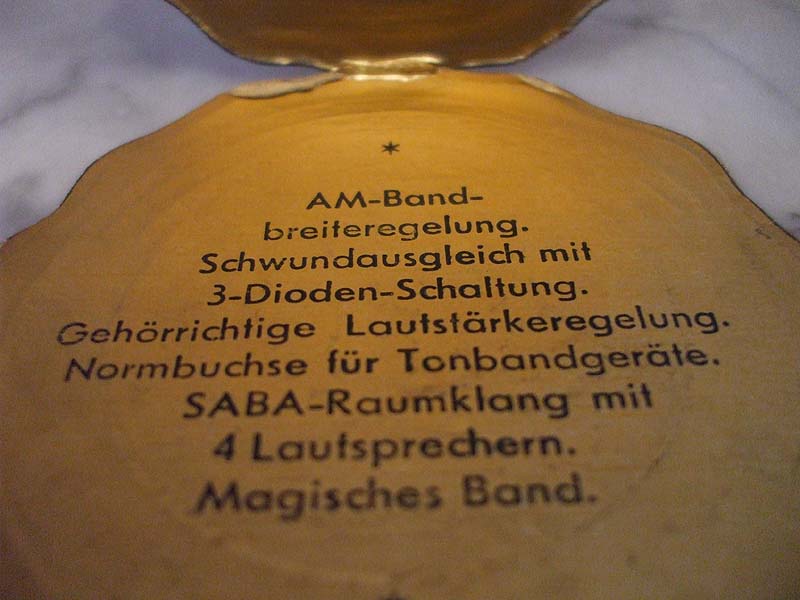 *
AM-Band-
breiteregelung.
Schwundausgleich mit
3-Dioden-Schaltung.
Gehörrichtige Lautstärkeregelung.
Normbuchse für Tonbandgeräte.
SABA-Raumklang mit
4 Lautsprechern.
Magisches Band.